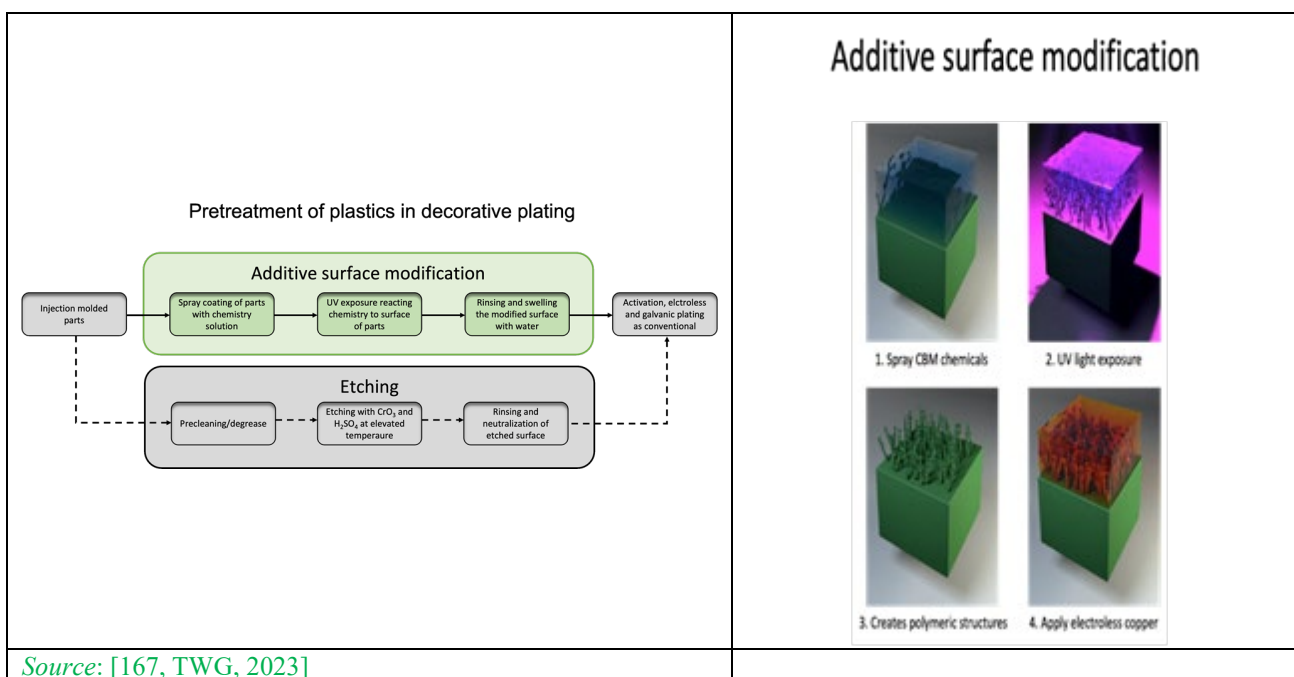 Pretreatment of plastics in decorative plating
Additive surface modification
Injection molded
parts
Spray coating of parts
with chemistry
solution
UV exposure reacting
chemistry to surface
of parts
Rinsing and swelling
the modified surface
with water
Activation, elctroless
and galvanic plating
as conventional
Etching
Precleaning/degrease
Etching with CrO₃ and
H₂SO₄ at elevated
temperaure
Rinsing and
neutralization of
etched surface
Additive surface modification
1. Spray CBM chemicals
2. UV light exposure
3. Creates polymeric structures
4. Apply electroless copper
Source: [167, TWG, 2023]